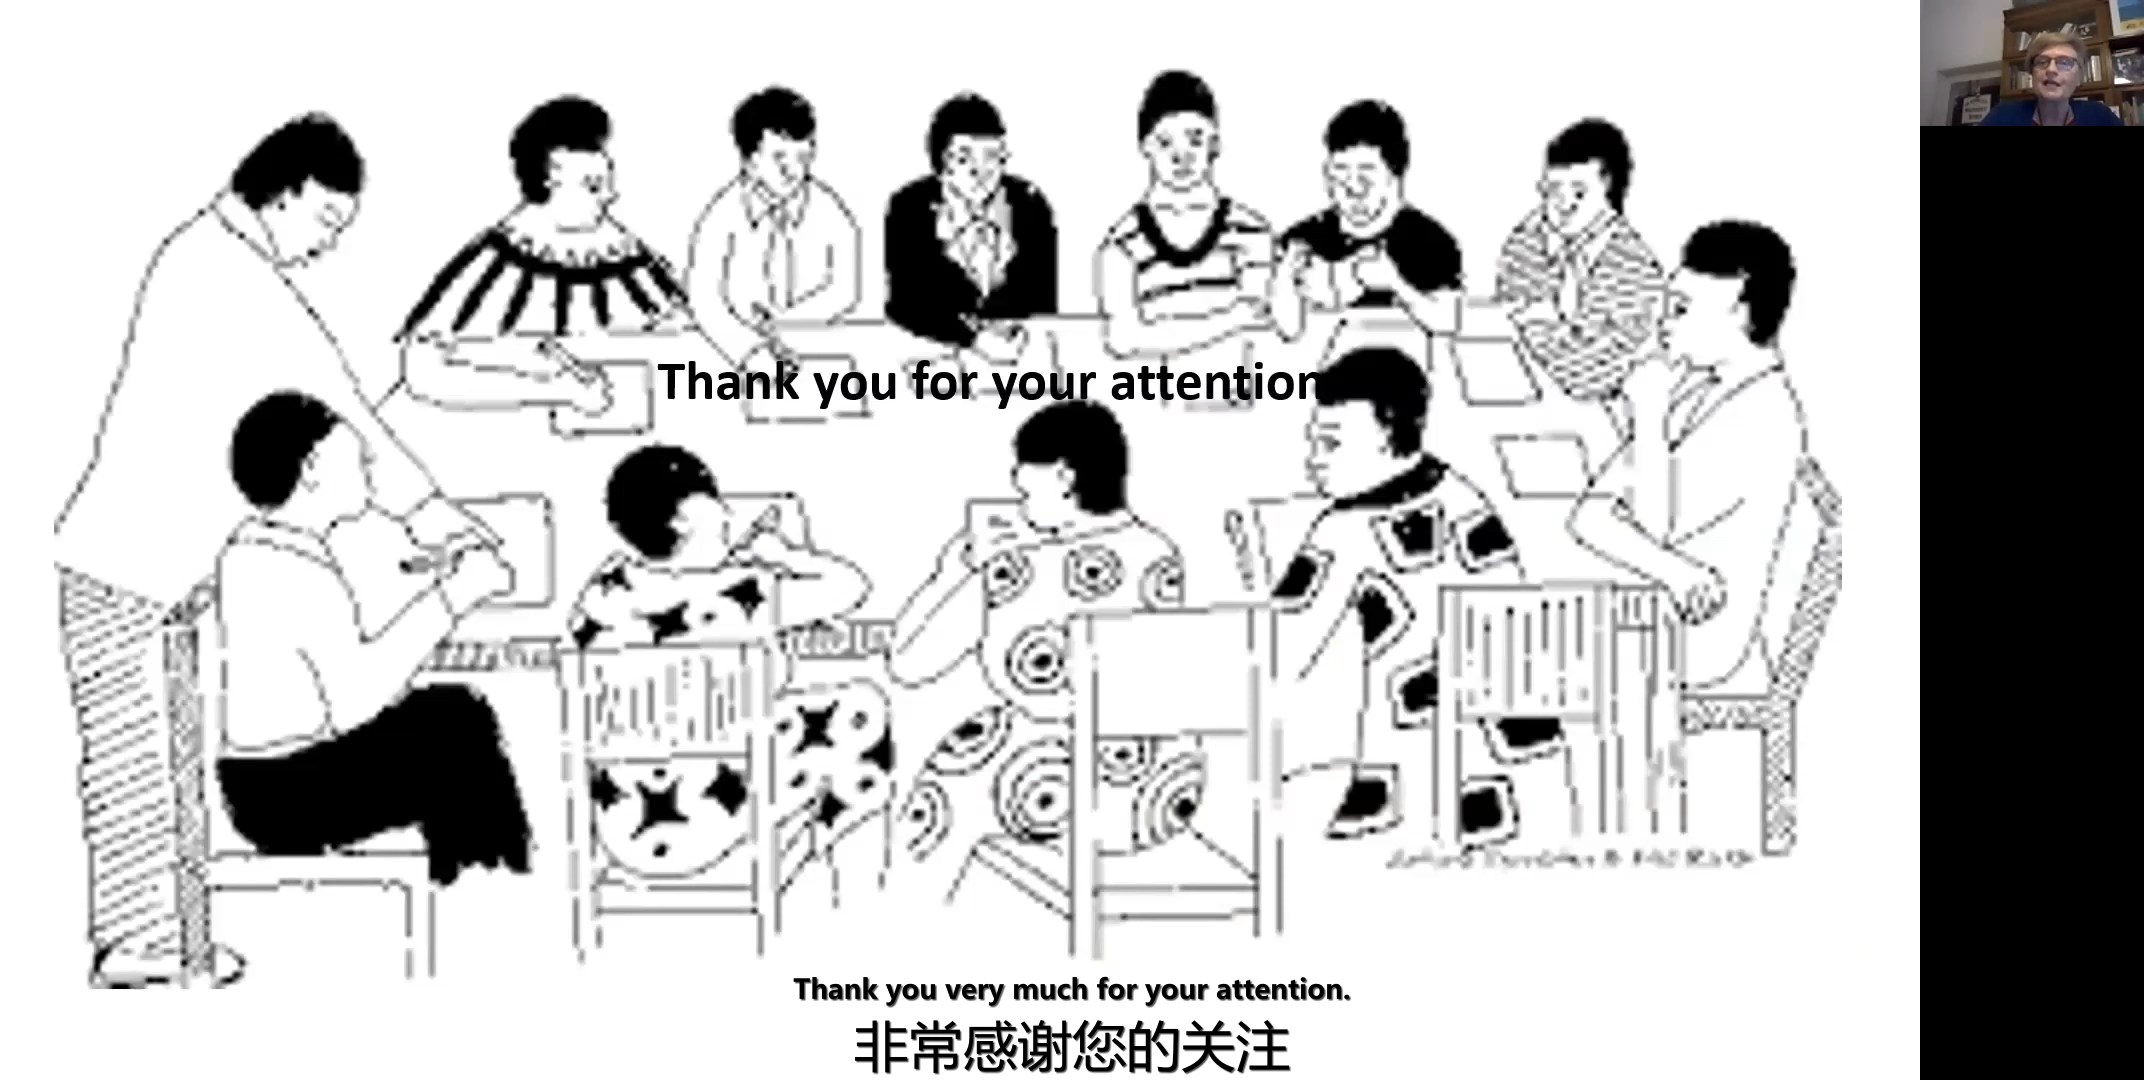 Thank you for your attention
Thank you very much for your attention.
非常感谢您的关注